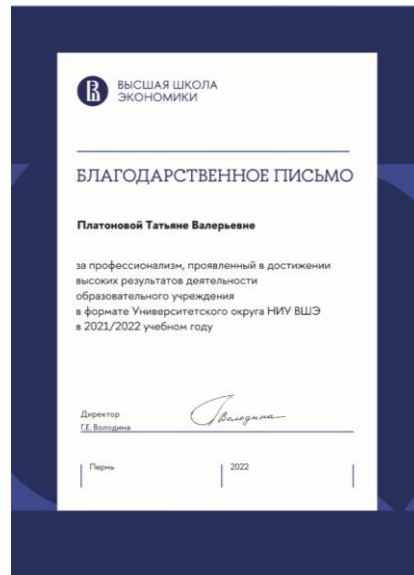 ВЫСШАЯ ШКОЛА
ЭКОНОМИКИ
БЛАГОДАРСТВЕННОЕ ПИСЬМО
Платоновой Татьяне Валерьевне
за профессионализм, проявленный в достижении
высоких результатов деятельности
образовательного учреждения
в формате Университетского округа НИУ ВШЭ
в 2021/2022 учебном году
Директор
Г.Е. Володина
Володина
Пермь
2022